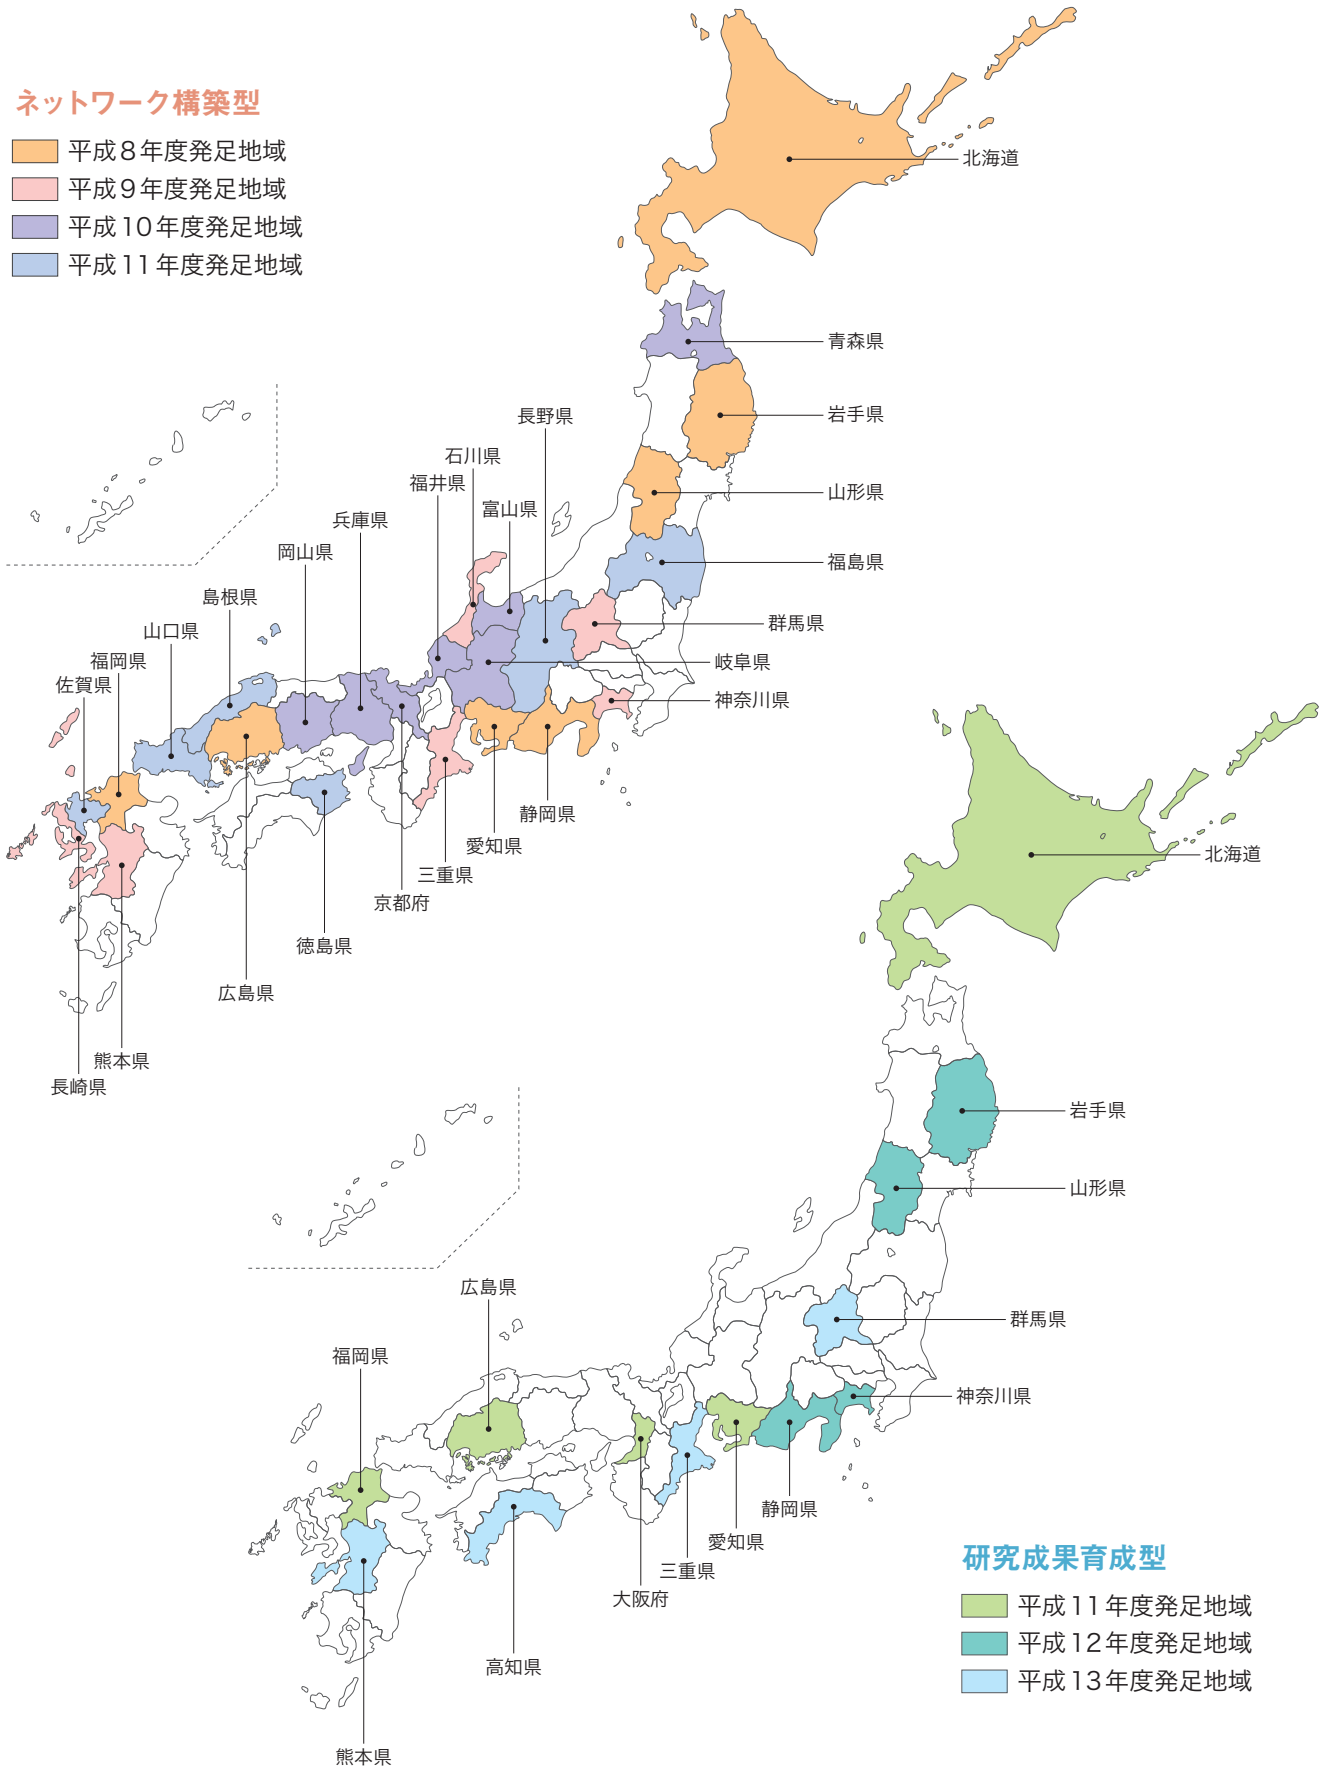 ネットワーク構築型
平成8年度発足地域
平成9年度発足地域
平成10年度発足地域
平成11年度発足地域
北海道
青森県
岩手県
長野県
石川県
福井県
山形県
富山県
兵庫県
岡山県
福島県
島根県
山口県
群馬県
福岡県
岐阜県
佐賀県
神奈川県
静岡県
愛知県
三重県
京都府
徳島県
広島県
熊本県
長崎県
北海道
岩手県
山形県
広島県
群馬県
福岡県
神奈川県
静岡県
愛知県
三重県
大阪府
高知県
熊本県
研究成果育成型
平成11年度発足地域
平成12年度発足地域
平成13年度発足地域